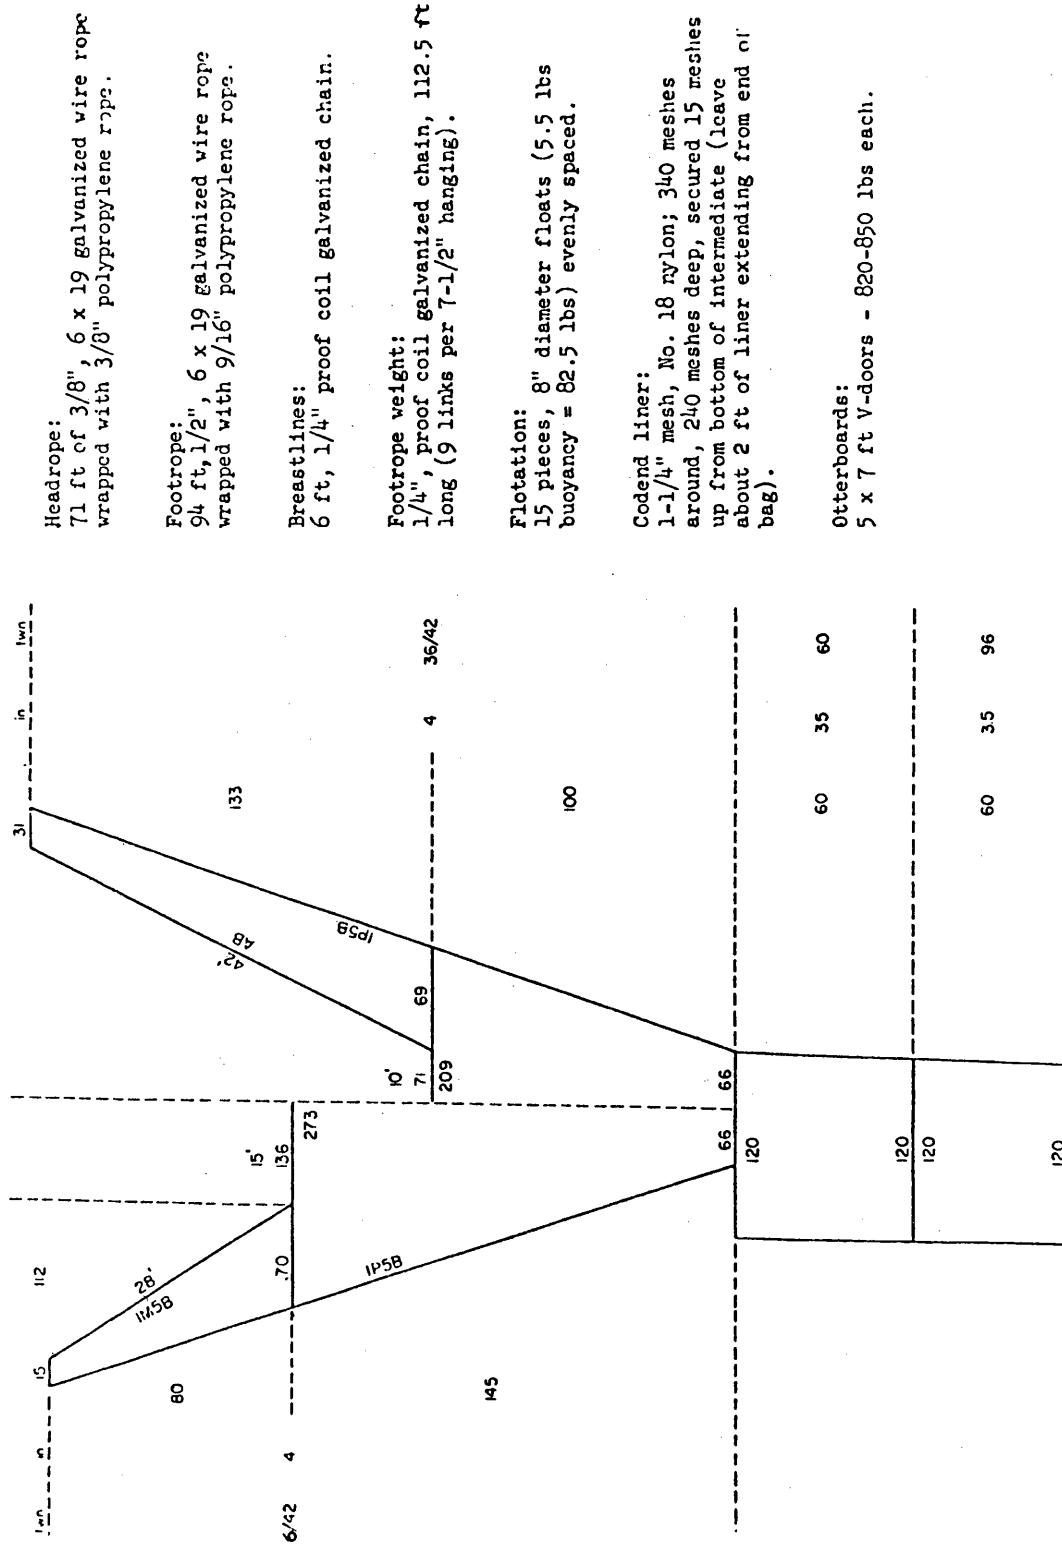 Headrope:
71 ft of 3/8", 6 x 19 galvanized wire rope
wrapped with 3/8" polypropylene rope.
Footrope:
94 ft, 1/2", 6 x 19 galvanized wire rope
wrapped with 9/16" polypropylene rope.
Breastlines:
6 ft, 1/4" proof coil galvanized chain.
Footrope weight:
1/4", proof coil galvanized chain, 112.5 ft
long (9 links per 7-1/2" hanging).
Flotation:
15 pieces, 8" diameter floats (5.5 lbs
buoyancy = 82.5 lbs) evenly spaced.
Codend liner:
1-1/4" mesh, No. 18 nylon; 340 meshes
around, 240 meshes deep, secured 15 meshes
up from bottom of intermediate (leave
about 2 ft of liner extending from end of
bag).
Otterboards:
5 x 7 ft V-doors - 820-850 lbs each.
twn in 15 112 31 in twn
28'
42'
AB
80
133
1P5B
6/42 4 .70 15' 136
273
10' 71 69 4 36/42
209
1P5B
145
100
66 66
120
60 35 60
120
120
60 3.5 96
120